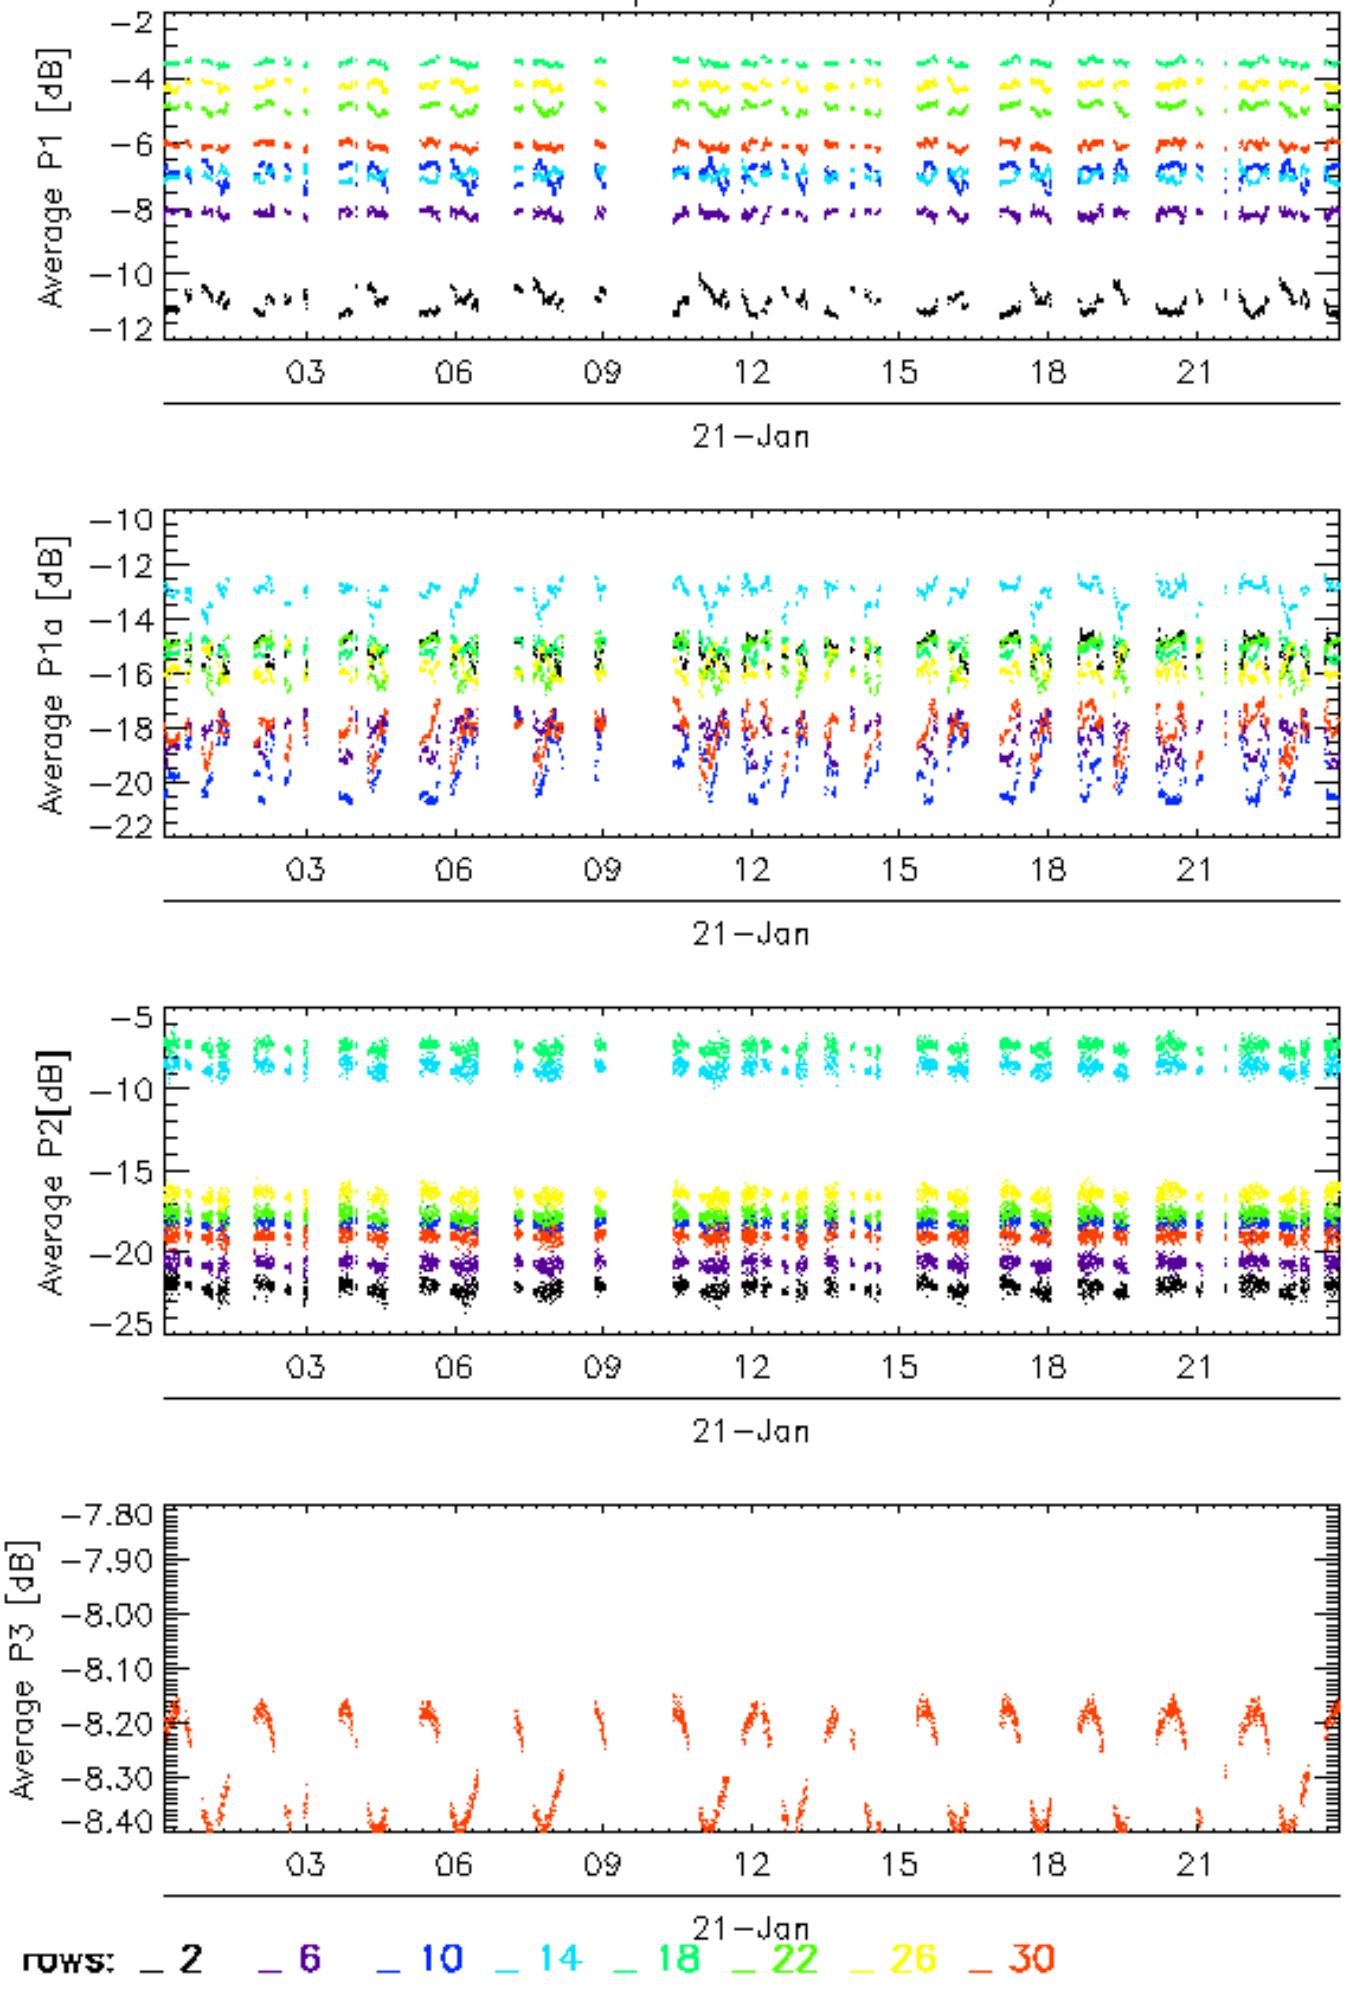 Average P1 [dB]
−2
−4
−6
−8
−10
−12
03 06 09 12 15 18 21
21−Jan
Average P1a [dB]
−10
−12
−14
−16
−18
−20
−22
03 06 09 12 15 18 21
21−Jan
Average P2[dB]
−5
−10
−15
−20
−25
03 06 09 12 15 18 21
21−Jan
Average P3 [dB]
−7.80
−7.90
−8.00
−8.10
−8.20
−8.30
−8.40
03 06 09 12 15 18 21
21−Jan
rows: _ 2 _ 6 _ 10 _ 14 _ 18 _ 22 _ 26 _ 30